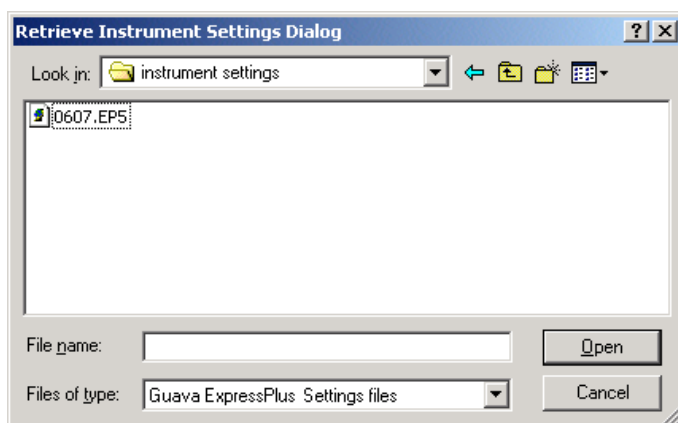 Retrieve Instrument Settings Dialog
Look in: instrument settings
0607.EP5
File name: Open
Files of type: Guava ExpressPlus Settings files Cancel